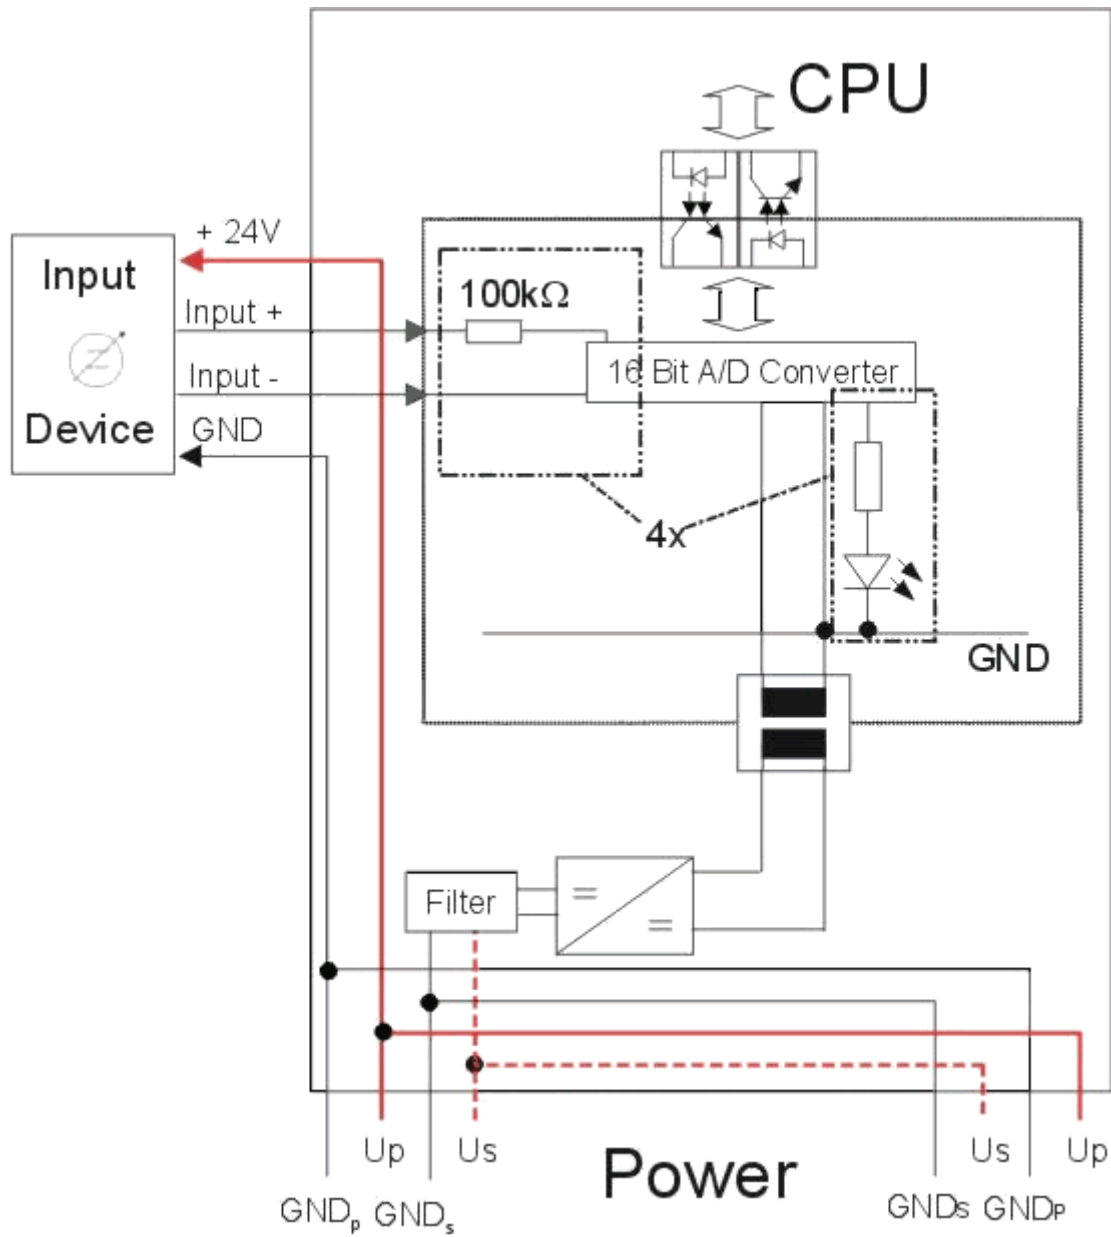 CPU
+ 24V
Input
100kΩ
Input +
16 Bit A/D Converter
Input -
Device
GND
4x
GND
Filter
=
=
Up
Us
Us
Up
Power
GNDp
GNDs
GNDs
GNDP